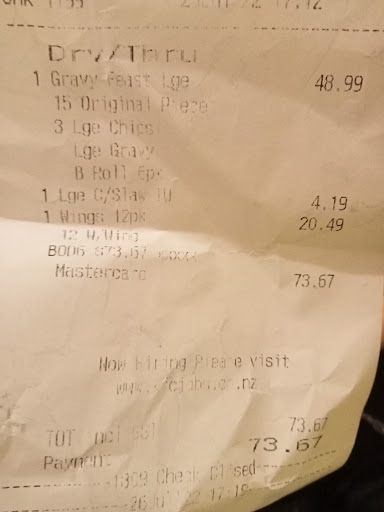 Dry/Thru
1 Gravy Feast Lge 48.99
15 Original Piece
3 Lge Chips
Lge Gravy
Roll
1 Lge C/Slaw 4.19
1 Wings 12pk 20.49
12 W/Wing
Mastercard 73.67
Now Hiring Please Visit
73.67
TOT 73.67
Payment
Check Closed